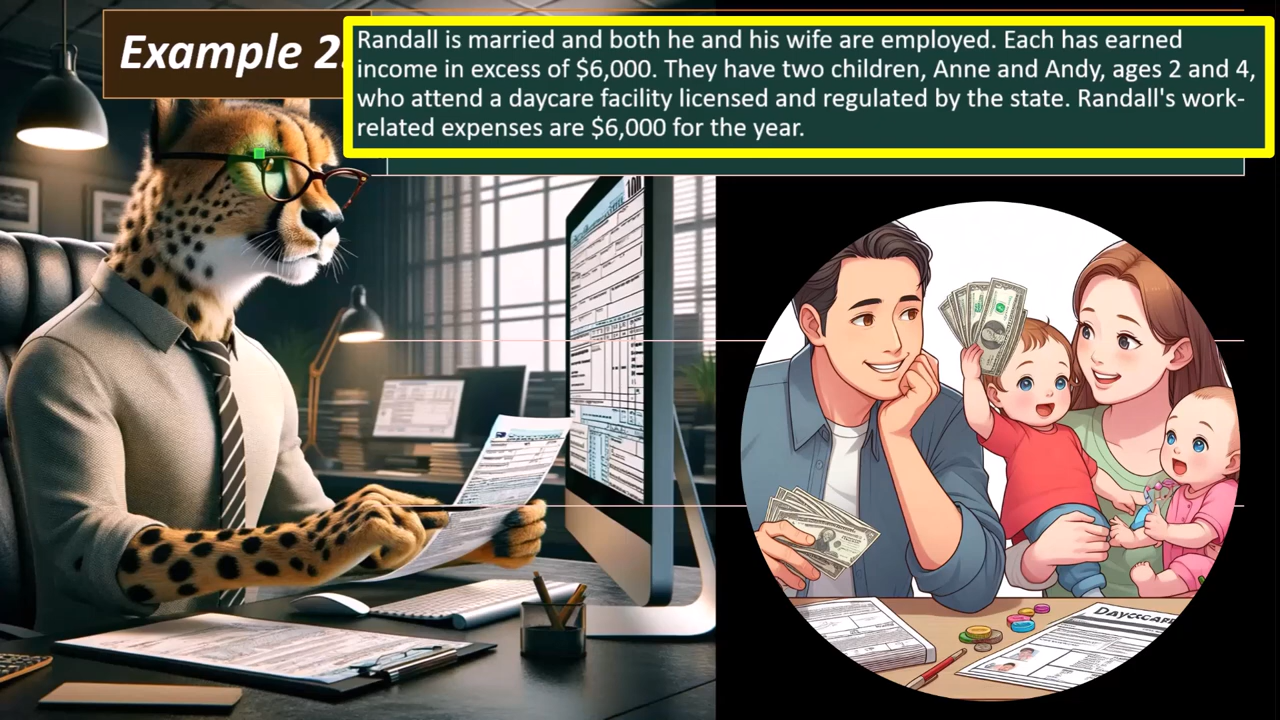 Example 2.
Randall is married and both he and his wife are employed. Each has earned
income in excess of $6,000. They have two children, Anne and Andy, ages 2 and 4,
who attend a daycare facility licensed and regulated by the state. Randall's work-
related expenses are $6,000 for the year.